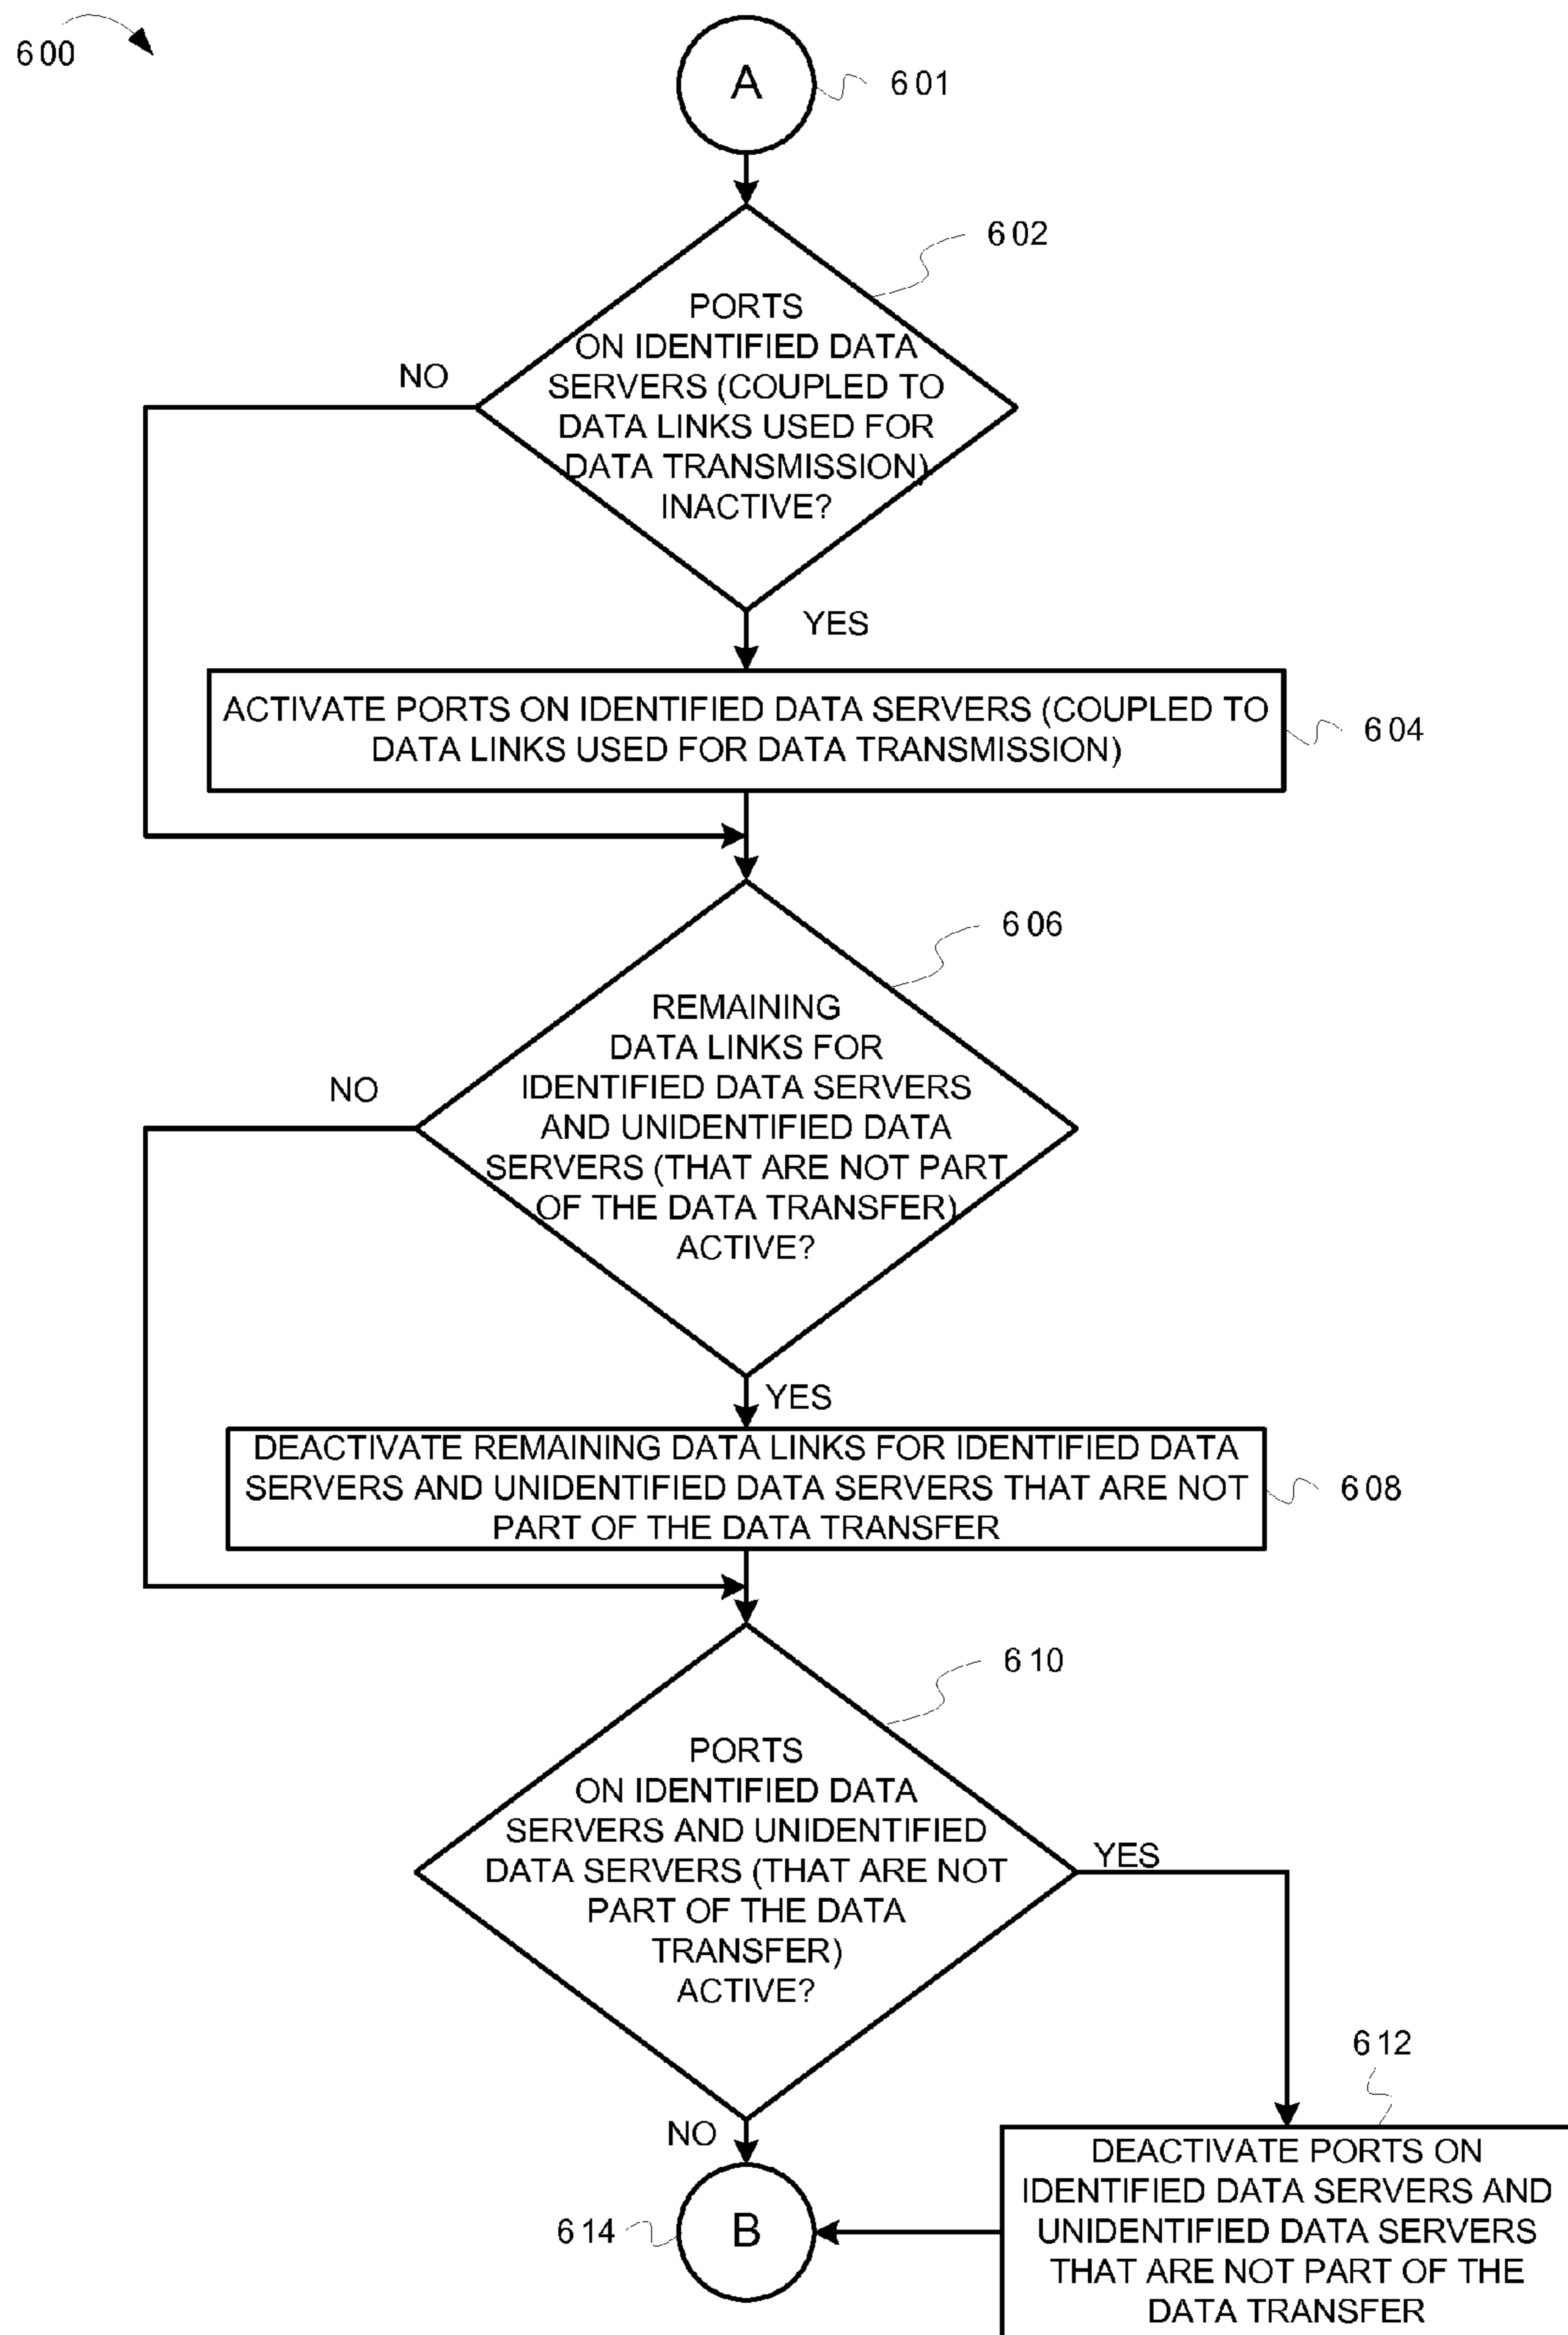 600
A
601
602
PORTS
ON IDENTIFIED DATA
SERVERS (COUPLED TO
DATA LINKS USED FOR
DATA TRANSMISSION)
INACTIVE?
NO
YES
ACTIVATE PORTS ON IDENTIFIED DATA SERVERS (COUPLED TO
DATA LINKS USED FOR DATA TRANSMISSION)
604
606
REMAINING
DATA LINKS FOR
IDENTIFIED DATA SERVERS
AND UNIDENTIFIED DATA
SERVERS (THAT ARE NOT PART
OF THE DATA TRANSFER)
ACTIVE?
NO
YES
DEACTIVATE REMAINING DATA LINKS FOR IDENTIFIED DATA
SERVERS AND UNIDENTIFIED DATA SERVERS THAT ARE NOT
PART OF THE DATA TRANSFER
608
610
PORTS
ON IDENTIFIED DATA
SERVERS AND UNIDENTIFIED
DATA SERVERS (THAT ARE NOT
PART OF THE DATA
TRANSFER)
ACTIVE?
YES
NO
612
DEACTIVATE PORTS ON
IDENTIFIED DATA SERVERS AND
UNIDENTIFIED DATA SERVERS
THAT ARE NOT PART OF THE
DATA TRANSFER
614
B